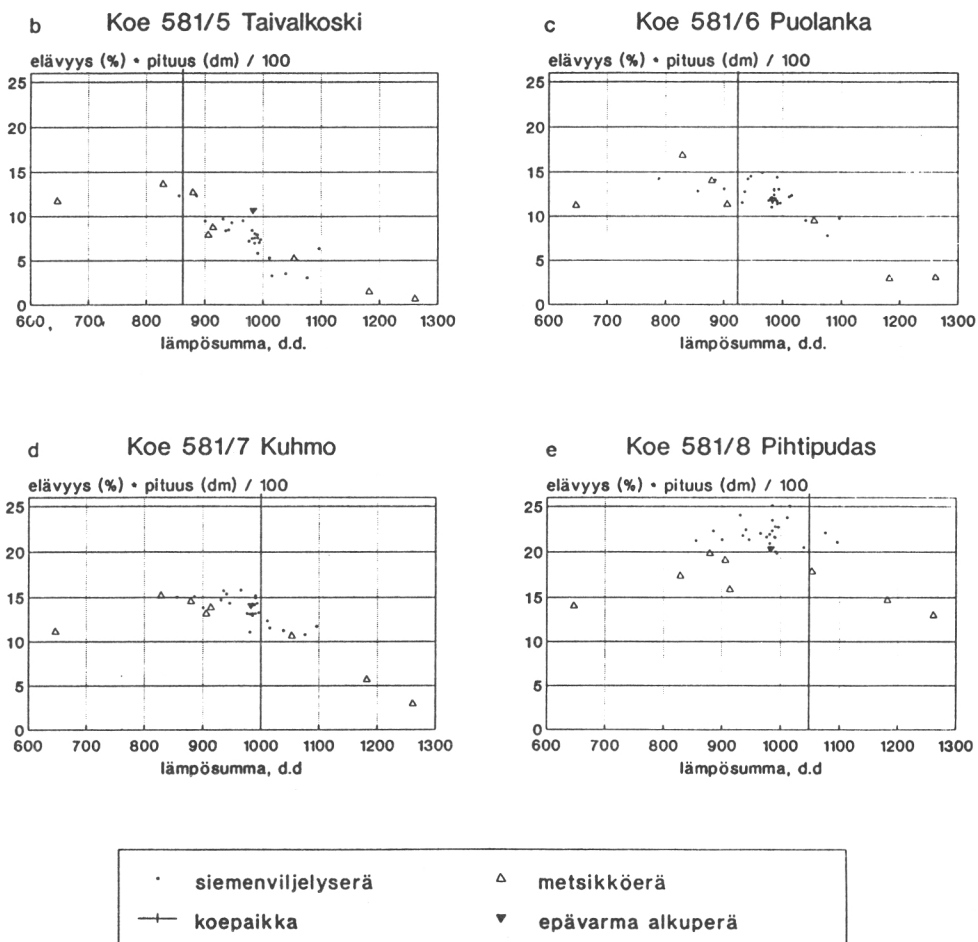 b Koe 581/5 Taivalkoski
elävyys (%) • pituus (dm) / 100
25
20
15
10
5
0
600 700 800 900 1000 1100 1200 1300
lämpösumma, d.d.
c Koe 581/6 Puolanka
elävyys (%) • pituus (dm) / 100
25
20
15
10
5
0
600 700 800 900 1000 1100 1200 1300
lämpösumma, d.d.
d Koe 581/7 Kuhmo
elävyys (%) • pituus (dm) / 100
25
20
15
10
5
0
600 700 800 900 1000 1100 1200 1300
lämpösumma, d.d
e Koe 581/8 Pihtipudas
elävyys (%) • pituus (dm) / 100
25
20
15
10
5
0
600 700 800 900 1000 1100 1200 1300
lämpösumma, d.d
siemenviljelyserä
metsikköerä
koepaikka
epävarma alkuperä